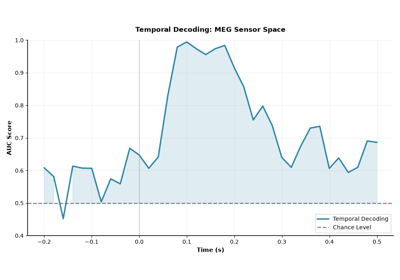 Temporal Decoding: MEG Sensor Space
1.0
0.9
0.8
0.7
0.6
0.5
0.4
AUC Score
−0.2 −0.1 0.0 0.1 0.2 0.3 0.4 0.5
Time (s)
Temporal Decoding
Chance Level